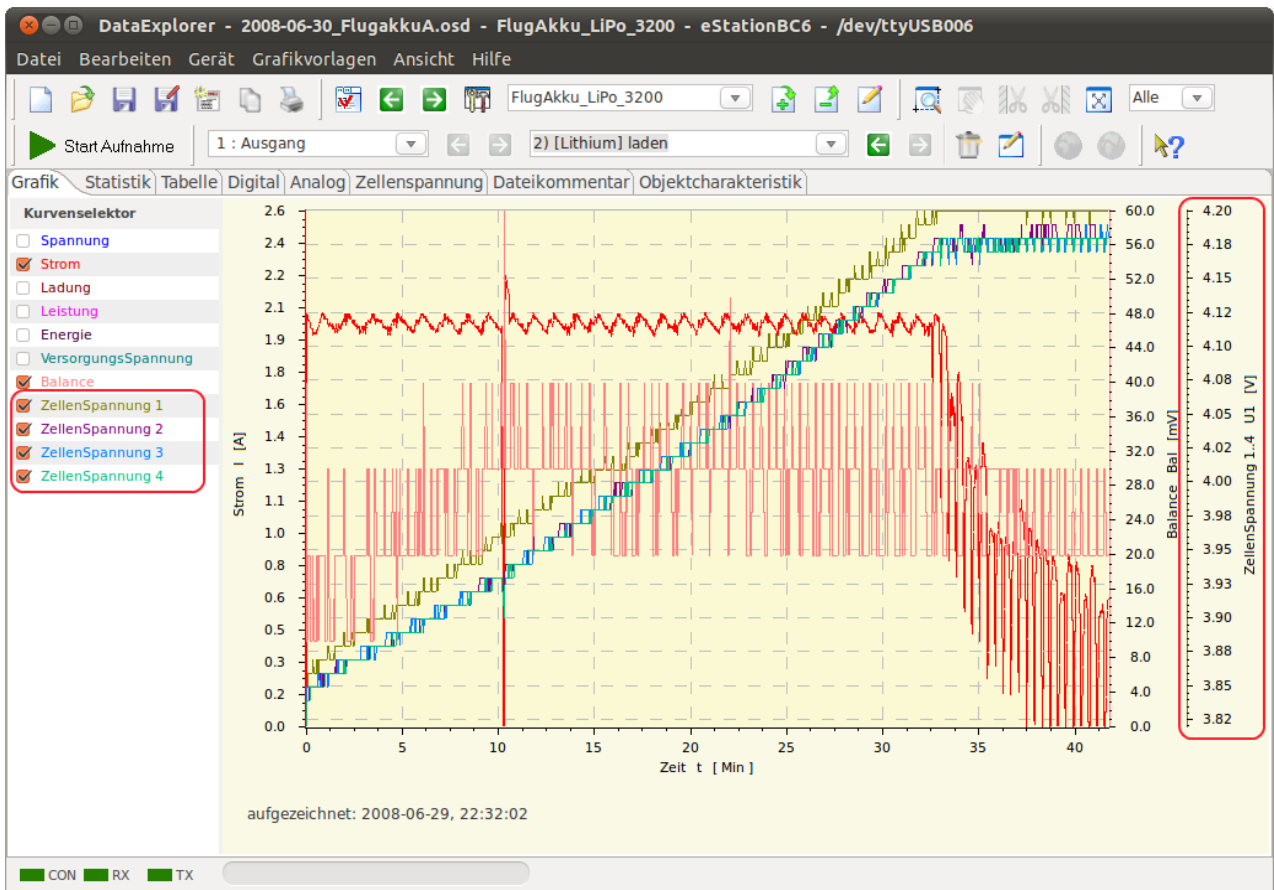 DataExplorer - 2008-06-30_FlugakkuA.osd - FlugAkku_LiPo_3200 - eStationBC6 - /dev/ttyUSB006
Datei Bearbeiten Gerät Grafikvorlagen Ansicht Hilfe
FlugAkku_LiPo_3200 Alle
Start Aufnahme 1 : Ausgang 2) [Lithium] laden
Grafik Statistik Tabelle Digital Analog Zellenspannung Dateikommentar Objektcharakteristik
Kurvenselektor
Spannung
Strom
Ladung
Leistung
Energie
VersorgungsSpannung
Balance
ZellenSpannung 1
ZellenSpannung 2
ZellenSpannung 3
ZellenSpannung 4
Strom I [A]
2.6
2.4
2.2
2.1
1.9
1.8
1.6
1.4
1.3
1.1
1.0
0.8
0.6
0.5
0.3
0.2
0.0
0 5 10 15 20 25 30 35 40
Zeit t [ Min ]
60.0
56.0
52.0
48.0
44.0
40.0
36.0
32.0
28.0
24.0
20.0
16.0
12.0
8.0
4.0
0.0
Balance Bal [mV]
4.20
4.18
4.15
4.12
4.10
4.08
4.05
4.02
4.00
3.98
3.95
3.93
3.90
3.88
3.85
3.82
ZellenSpannung 1..4 U1 [V]
aufgezeichnet: 2008-06-29, 22:32:02
CON RX TX